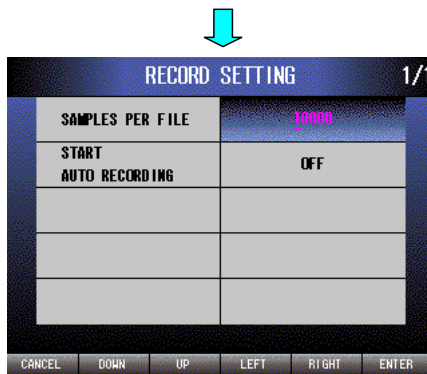 RECORD SETTING 1/1
SAMPLES PER FILE 10000
START
AUTO RECORDING OFF
CANCEL DOWN UP LEFT RIGHT ENTER